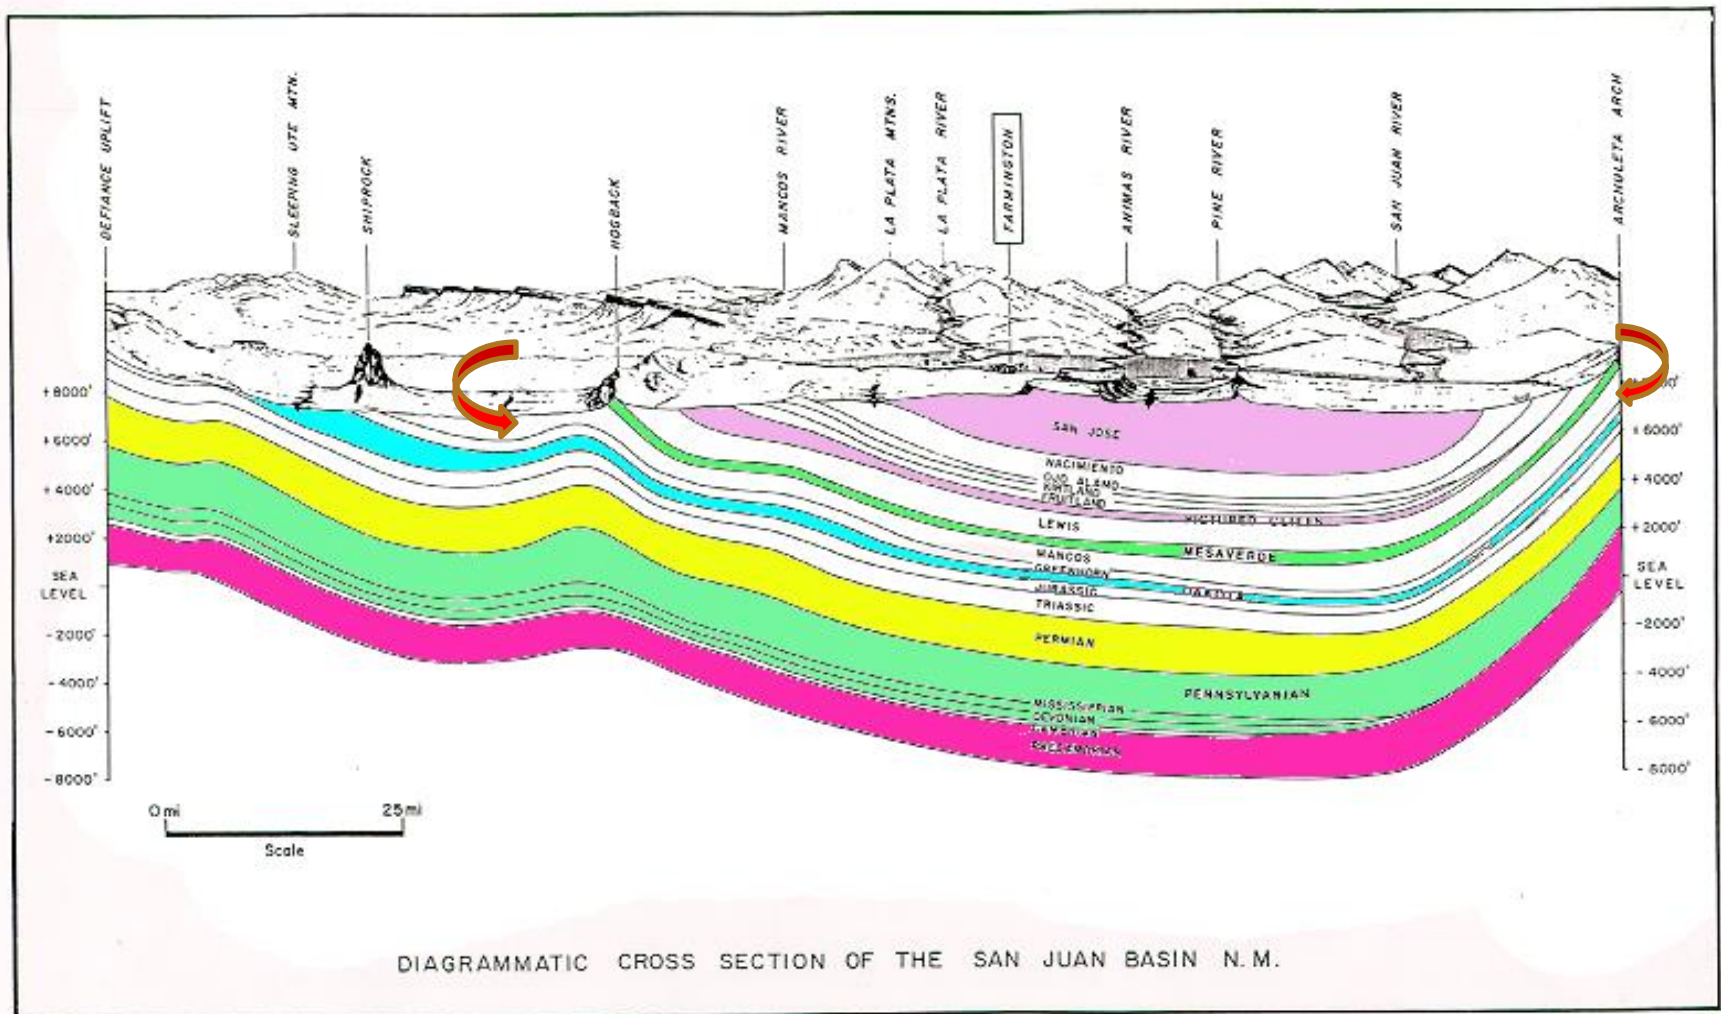 DEFIANCE UPLIFT
SLEEPING UTE MTN.
SHIPROCK
HOGBACK
MANCOS RIVER
LA PLATA MTNS.
LA PLATA RIVER
FARMINGTON
ANIMAS RIVER
PINE RIVER
SAN JUAN RIVER
ARCHULETA ARCH
+8000'
+6000'
+4000'
+2000'
SEA
LEVEL
-2000'
-4000'
-6000'
-8000'
SAN JOSE
NACIMIENTO
OJO ALAMO
KIRTLAND
FRUITLAND
PICTURED CLIFFS
LEWIS
MESAVERDE
MANCOS
GREENHORN
DAKOTA
JURASSIC
TRIASSIC
PERMIAN
PENNSYLVANIAN
MISSISSIPPIAN
DEVONIAN
CAMBRIAN
PRECAMBRIAN
+6000'
+4000'
+2000'
SEA
LEVEL
-2000'
-4000'
-6000'
0 mi 25 mi
Scale
DIAGRAMMATIC CROSS SECTION OF THE SAN JUAN BASIN N.M.